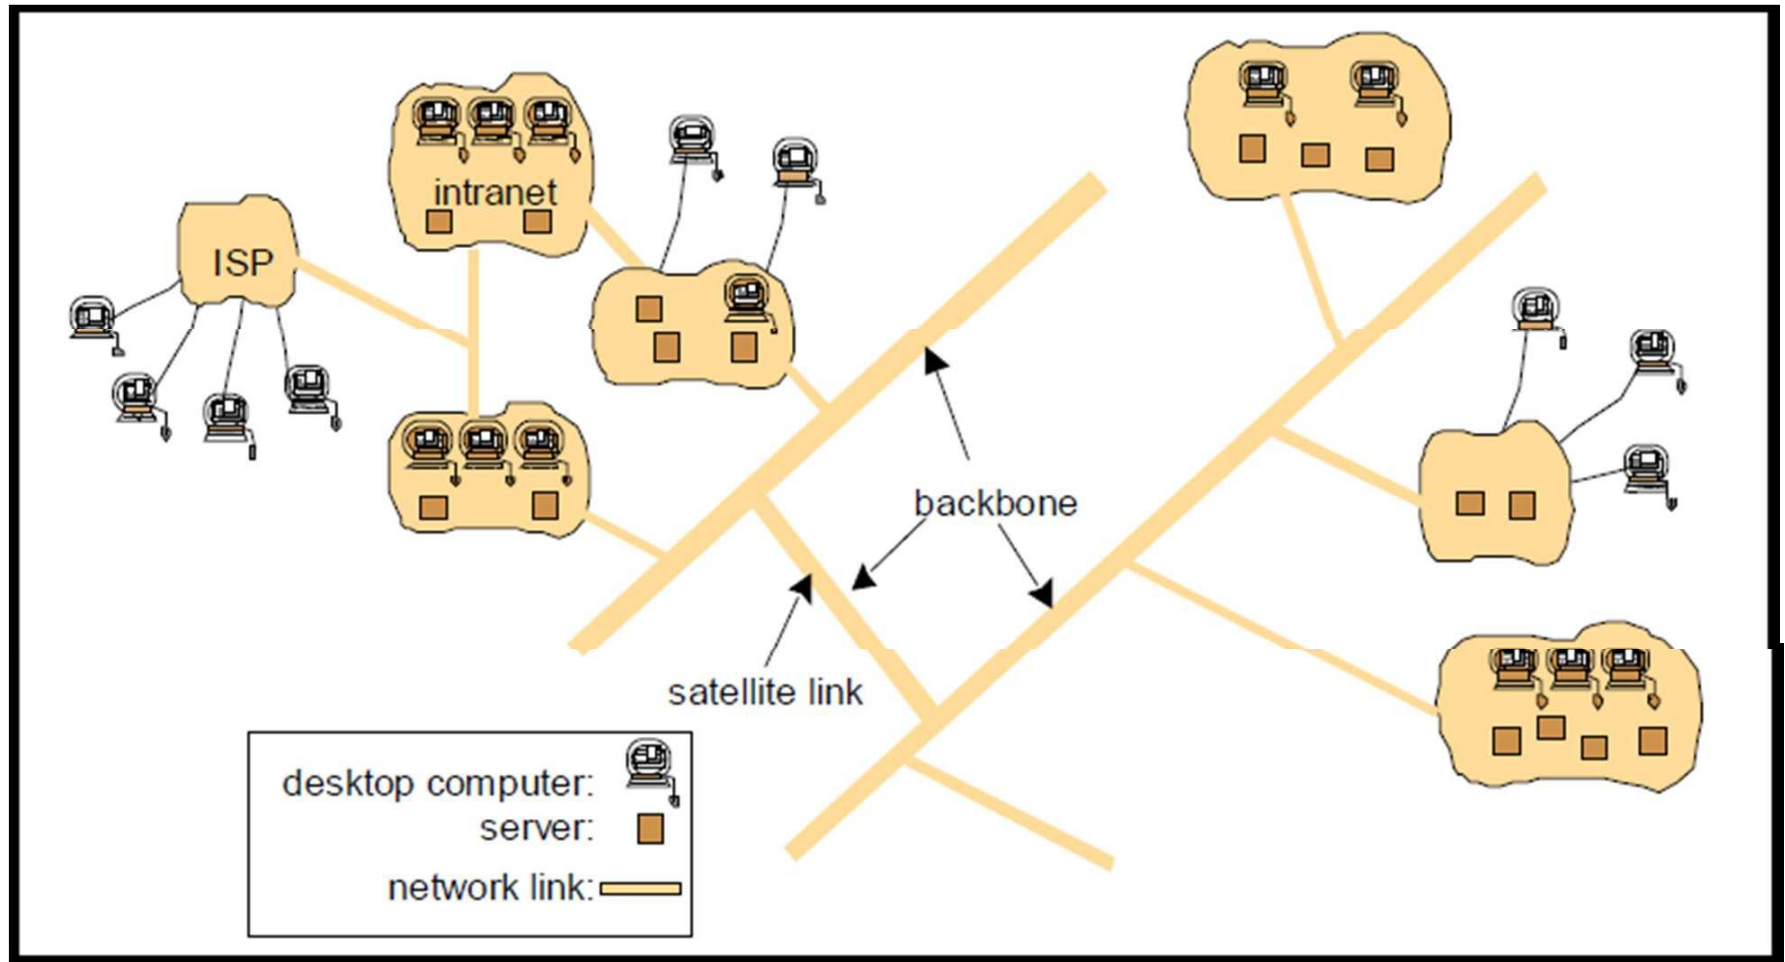 intranet
ISP
backbone
satellite link
desktop computer:
server:
network link: